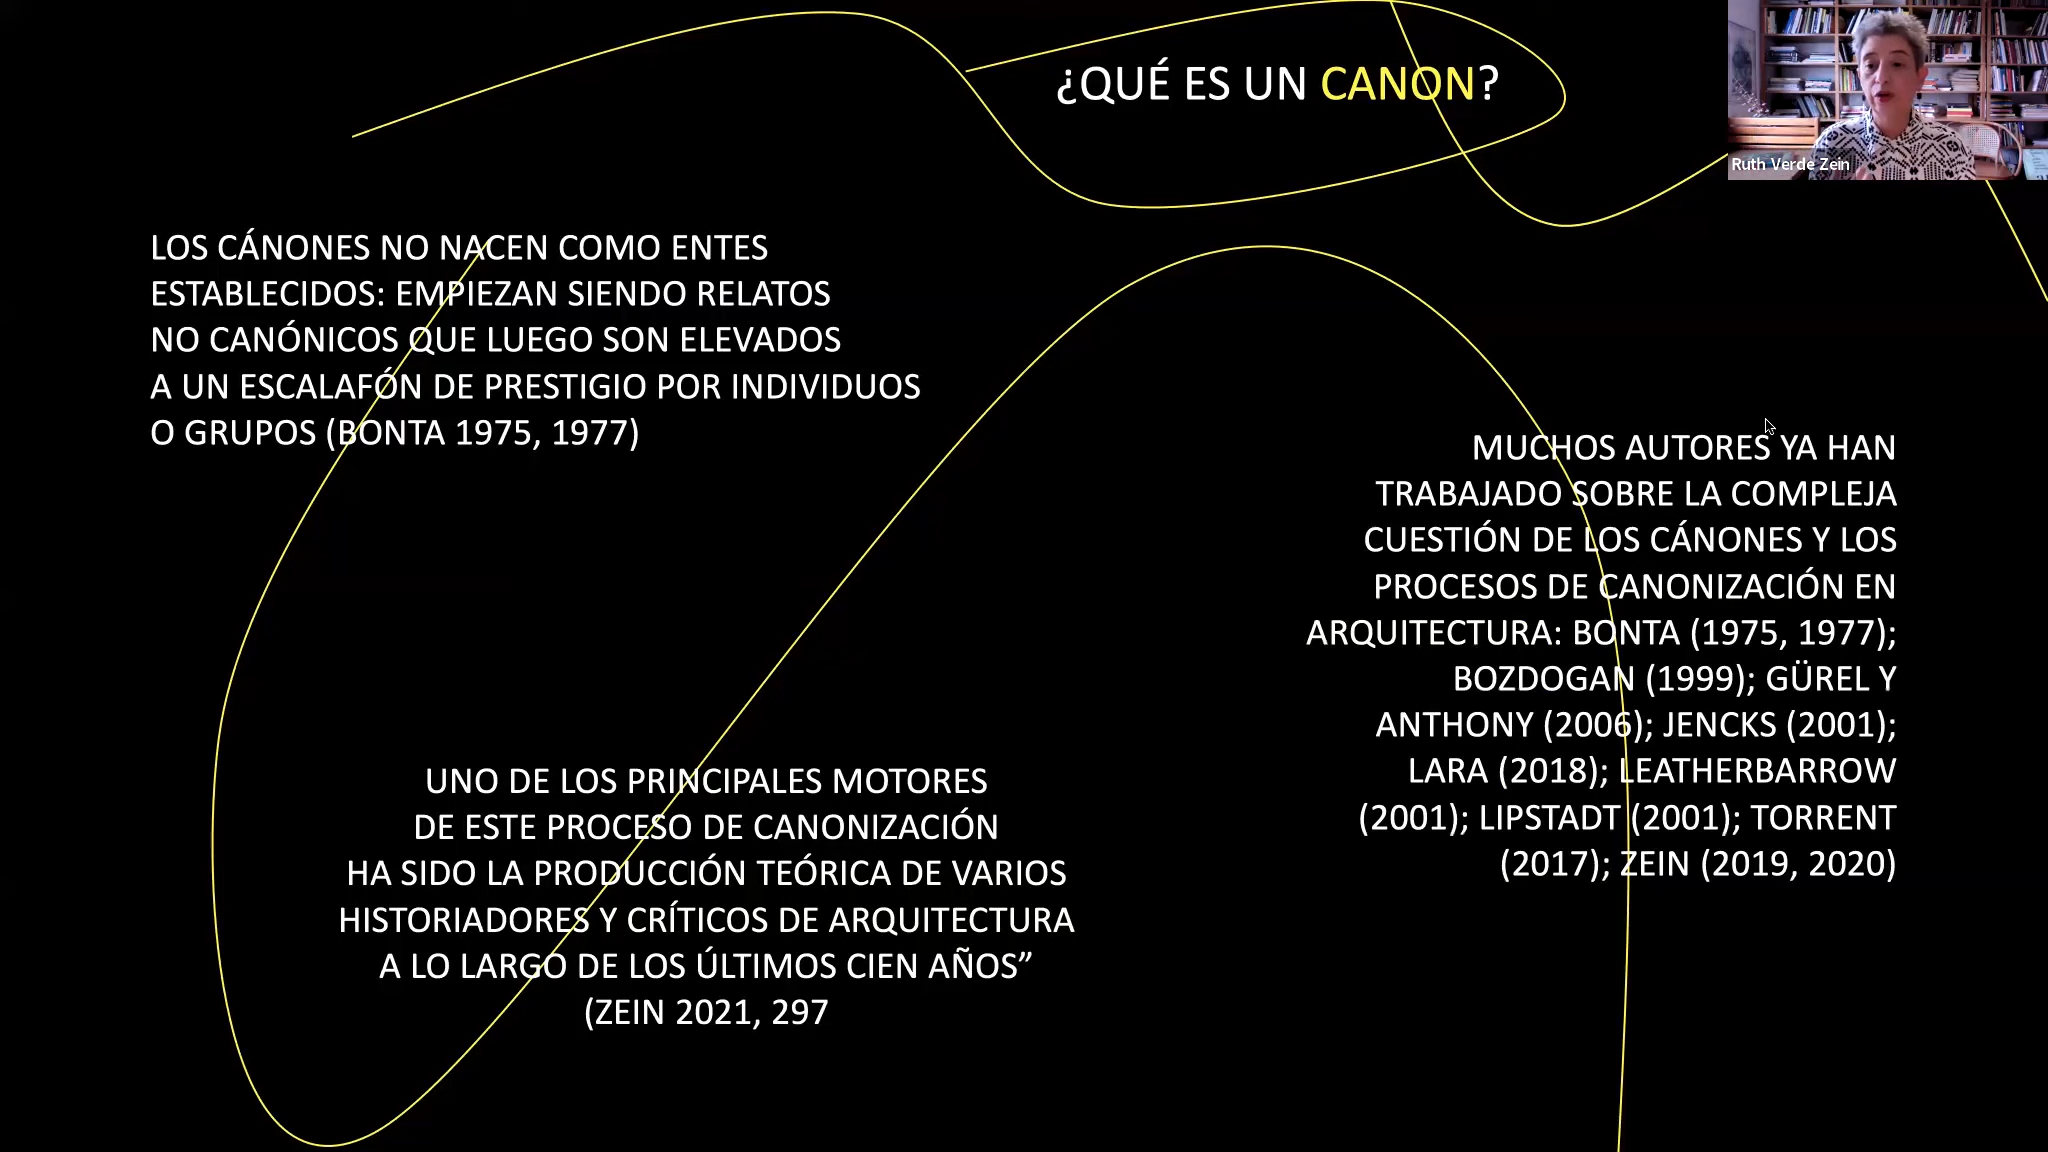 ¿QUÉ ES UN CANON?
Ruth Verde Zein
LOS CÁNONES NO NACEN COMO ENTES
ESTABLECIDOS: EMPIEZAN SIENDO RELATOS
NO CANÓNICOS QUE LUEGO SON ELEVADOS
A UN ESCALAFÓN DE PRESTIGIO POR INDIVIDUOS
O GRUPOS (BONTA 1975, 1977)
MUCHOS AUTORES YA HAN
TRABAJADO SOBRE LA COMPLEJA
CUESTIÓN DE LOS CÁNONES Y LOS
PROCESOS DE CANONIZACIÓN EN
ARQUITECTURA: BONTA (1975, 1977);
BOZDOGAN (1999); GÜREL Y
ANTHONY (2006); JENCKS (2001);
LARA (2018); LEATHERBARROW
(2001); LIPSTADT (2001); TORRENT
(2017); ZEIN (2019, 2020)
UNO DE LOS PRINCIPALES MOTORES
DE ESTE PROCESO DE CANONIZACIÓN
HA SIDO LA PRODUCCIÓN TEÓRICA DE VARIOS
HISTORIADORES Y CRÍTICOS DE ARQUITECTURA
A LO LARGO DE LOS ÚLTIMOS CIEN AÑOS”
(ZEIN 2021, 297